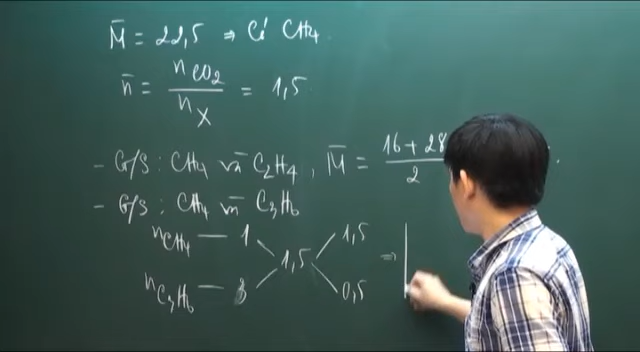 M̄ = 22,5 ⇒ Có CH₄.
n̄ = nCO₂ / nX = 1,5.
- G/S: CH₄ và C₂H₄, M̄ = (16 + 28) / 2
- G/S: CH₄ và C₃H₆
nCH₄ — 1 1,5
1,5 ⇒
nC₃H₆ — 3 0,5